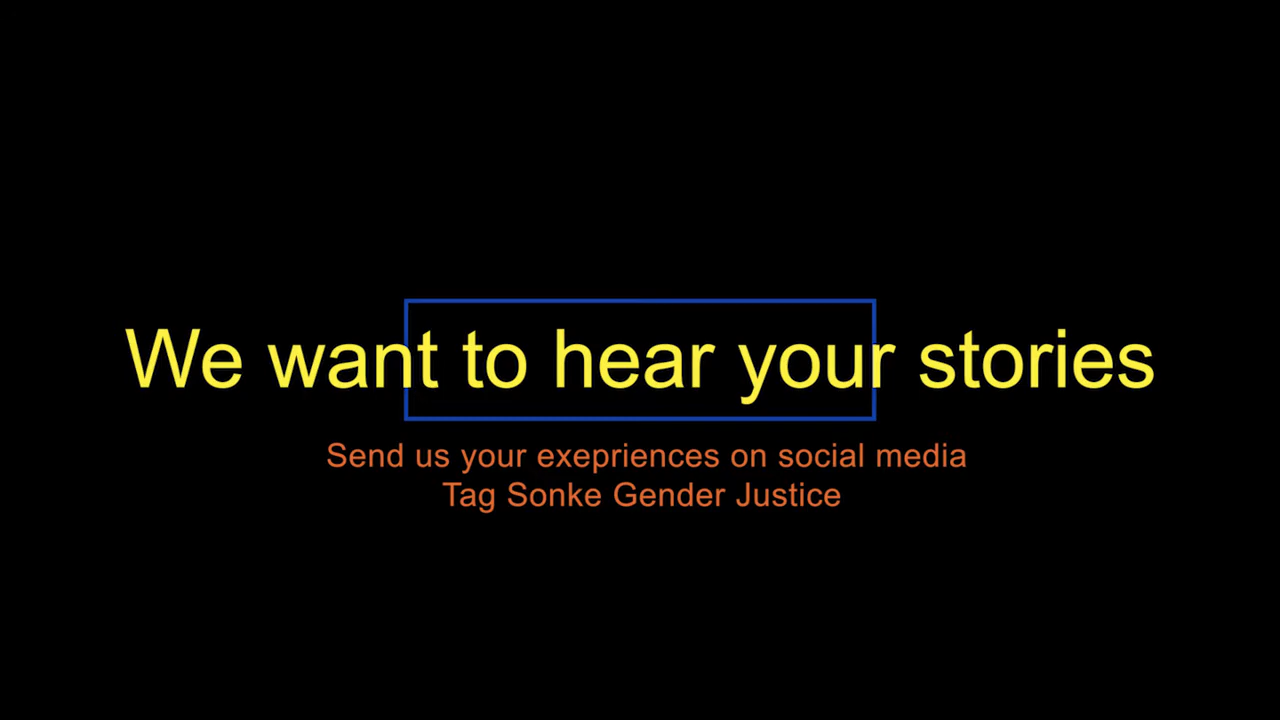 We want to hear your stories
Send us your exepriences on social media
Tag Sonke Gender Justice